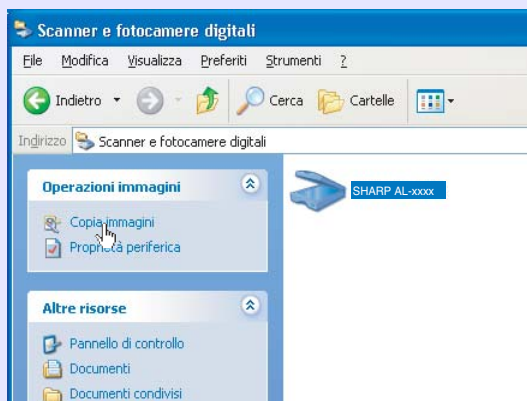 Scanner e fotocamere digitali
File Modifica Visualizza Preferiti Strumenti ?
Indietro Cerca Cartelle
Indirizzo Scanner e fotocamere digitali
Operazioni immagini
SHARP AL-xxxx
Copia immagini
Proprietà periferica
Altre risorse
Pannello di controllo
Documenti
Documenti condivisi